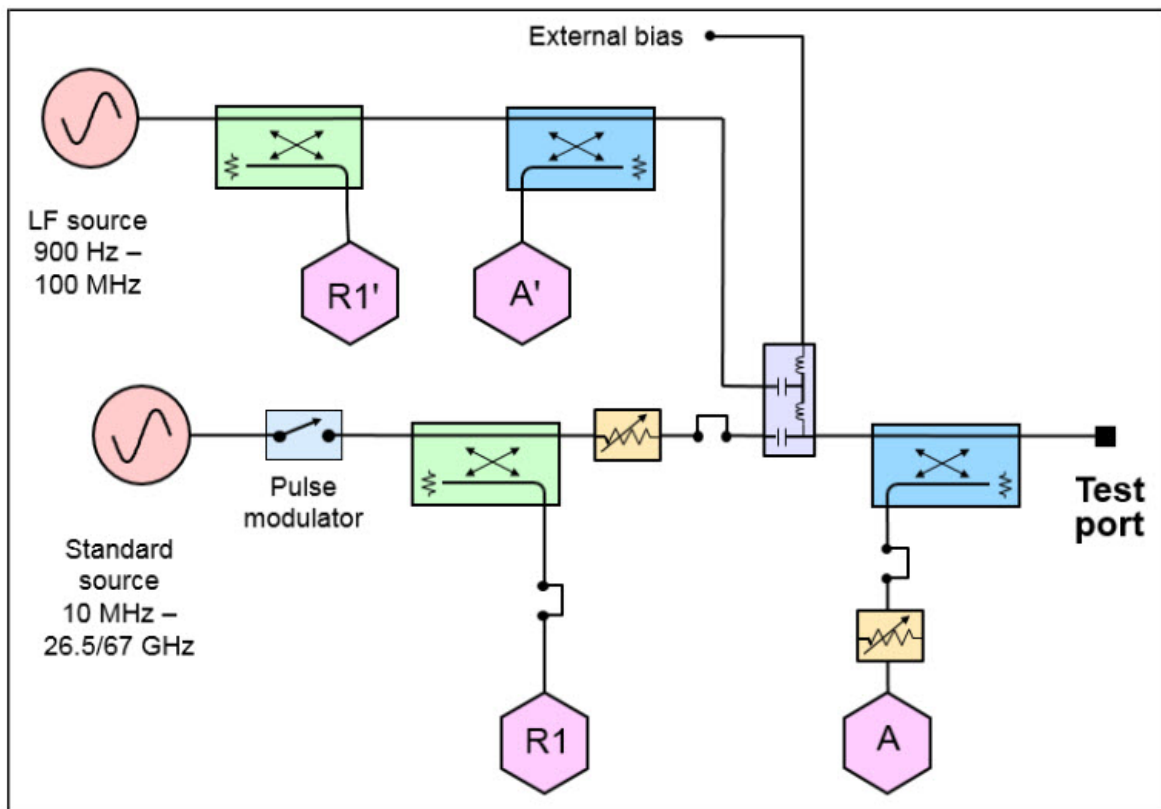 External bias
LF source
900 Hz –
100 MHz
R1'
A'
Pulse
modulator
Test
port
Standard
source
10 MHz –
26.5/67 GHz
R1
A